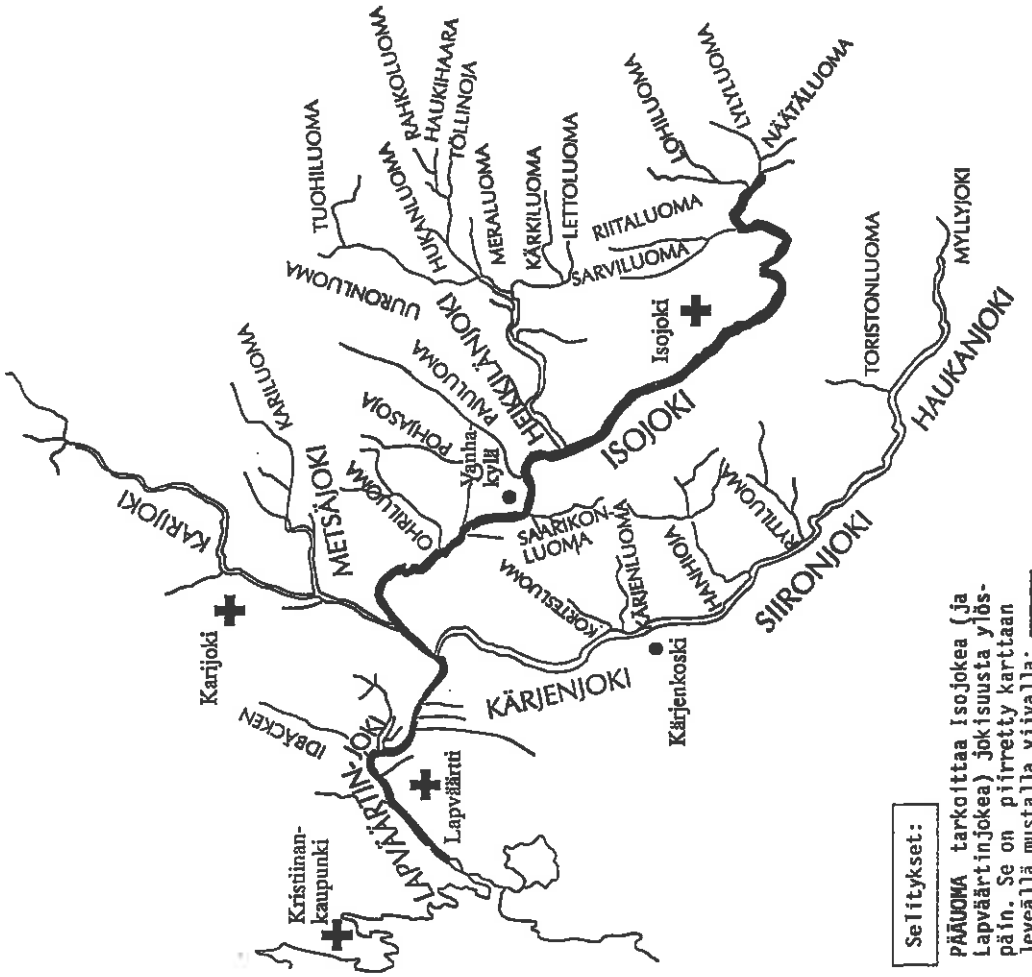 TUOHILUOMA
RAHKOLUOMA
HAUKIHAARA
TÖLLINOJA
HUKANLUOMA
MERALUOMA
UURONLUOMA
KÄRKILUOMA
LETTOLUOMA
RIITALUOMA
SARVILUOMA
LOHILUOMA
LYLYLUOMA
NÄÄTÄLUOMA
KARILUOMA
KARIJOKI
METSÄJOKI
HEIKKILÄNJOKI
PAJULUOMA
POHJASOJA
OHRILUOMA
Vanha-
kylä
Isojoki
ISOJOKI
TORISTONLUOMA
MYLLYJOKI
HAUKANJOKI
SAARIKON-
LUOMA
KÄRJENLUOMA
HANHIOJA
RYTILUOMA
SIIRONJOKI
KORTESLUOMA
Kärjenkoski
KÄRJENJOKI
Karijoki
IDBÄCKEN
LAPVÄÄRTIN-
JOKI
Lapväärtti
Kristiinan-
kaupunki
Selitykset:
PÄÄUOMA tarkoittaa Isojokea (ja
Lapväärtinjokea) jokisuusta ylös-
päin. Se on piirretty karttaan
leveällä mustalla viivalla: